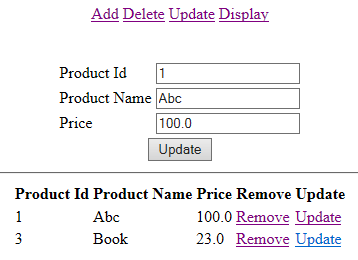 Add Delete Update Display
Product Id 1
Product Name Abc
Price 100.0
Update
Product Id Product Name Price Remove Update
1 Abc 100.0 Remove Update
3 Book 23.0 Remove Update